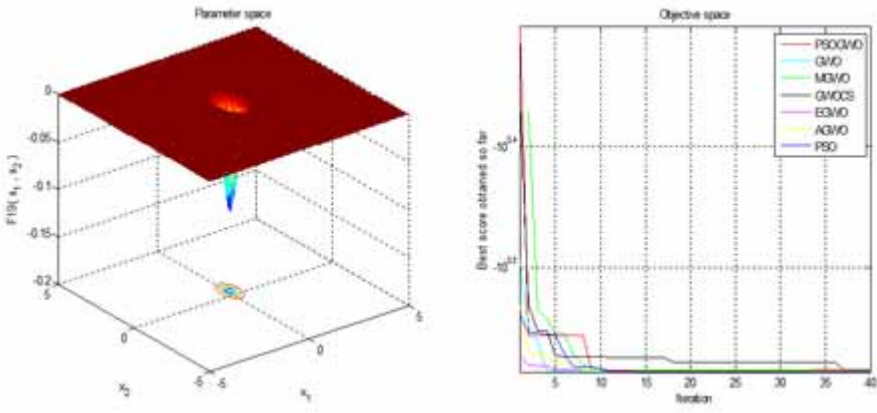 Parameter space
0
-0.05
-0.1
-0.15
-0.2
F19( x1 , x2 )
5
0
-5
x2
-5
0
5
x1
Objective space
PSOGWO
GWO
MGWO
GWOCS
EGWO
AGWO
PSO
Best score obtained so far
5
10
15
20
25
30
35
40
Iteration